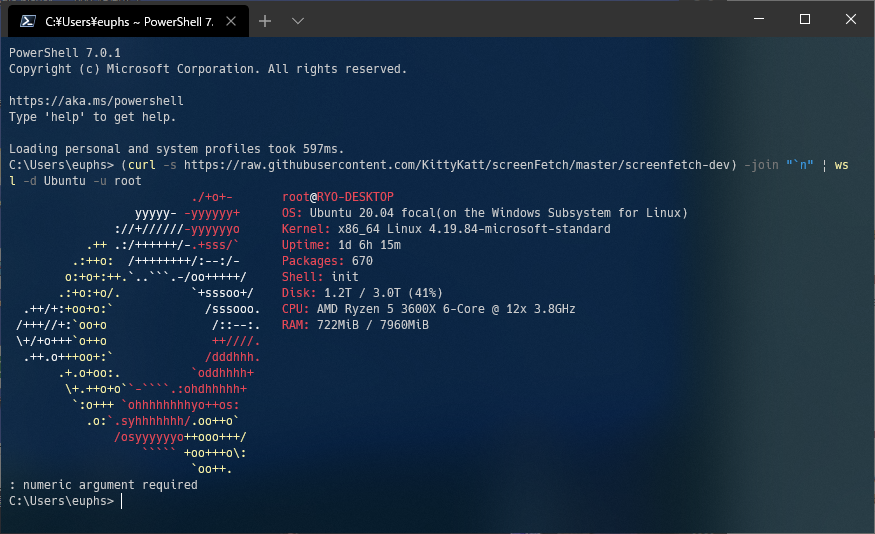 C:¥Users¥euphs ~ PowerShell 7.
PowerShell 7.0.1
Copyright (c) Microsoft Corporation. All rights reserved.
https://aka.ms/powershell
Type 'help' to get help.
Loading personal and system profiles took 597ms.
C:\Users\euphs> (curl -s https://raw.githubusercontent.com/KittyKatt/screenFetch/master/screenfetch-dev) -join "`n" ¦ ws
l -d Ubuntu -u root
./+o+- root@RYO-DESKTOP
yyyyy- -yyyyyy+ OS: Ubuntu 20.04 focal(on the Windows Subsystem for Linux)
://+//////-yyyyyyo Kernel: x86_64 Linux 4.19.84-microsoft-standard
.++ .:/++++++/-.+sss/` Uptime: 1d 6h 15m
.:++o: /++++++++/:--:/- Packages: 670
o:+o+:++.`..```.-/oo+++++/ Shell: init
.:+o:+o/. `+sssoo+/ Disk: 1.2T / 3.0T (41%)
.++/+:+oo+o:` /sssooo. CPU: AMD Ryzen 5 3600X 6-Core @ 12x 3.8GHz
/+++//+:`oo+o /::--:. RAM: 722MiB / 7960MiB
\+/+o+++`o++o ++////.
.++.o+++oo+:` /dddhhh.
.+.o+oo:. `oddhhhh+
\+.++o+o``-````.:ohdhhhhh+
`:o+++ `ohhhhhhhhyo++os:
.o:`.syhhhhhhh/.oo++o`
/osyyyyyyo++ooo+++/
````` +oo+++o\:
`oo++.
: numeric argument required
C:\Users\euphs>